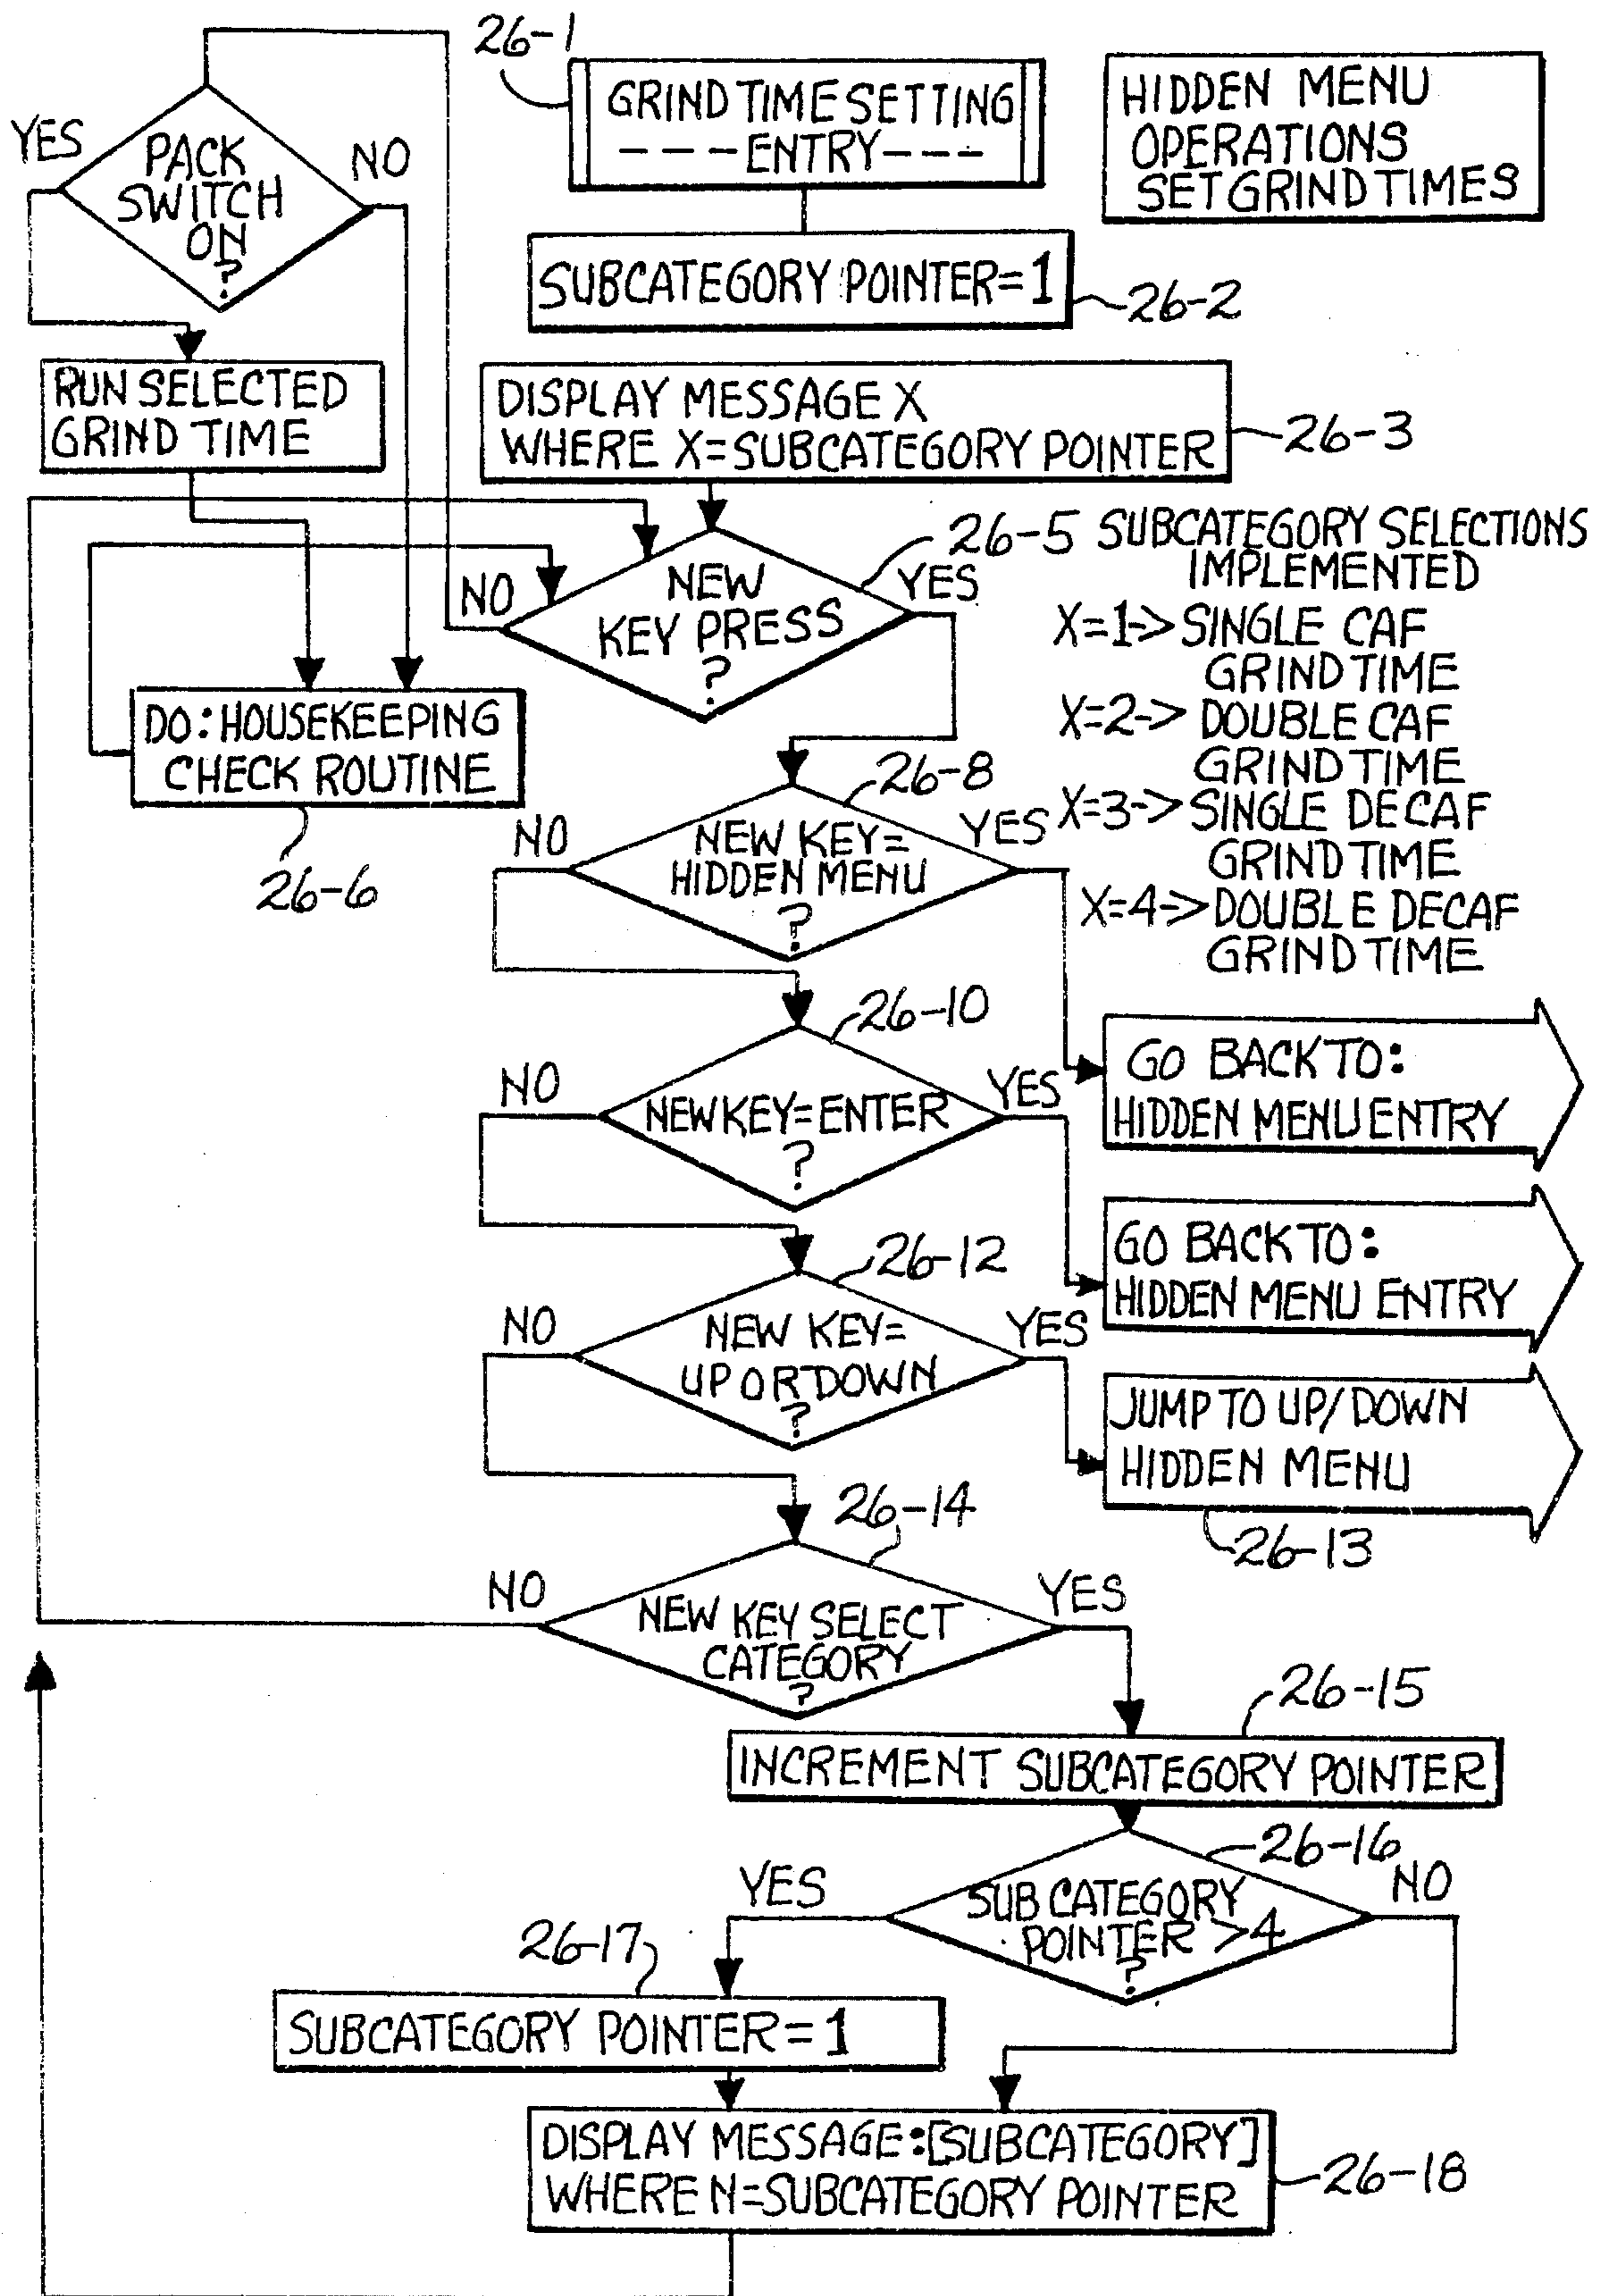 26-1
GRIND TIME SETTING
---ENTRY---
HIDDEN MENU
OPERATIONS
SET GRIND TIMES
YES
PACK
SWITCH
ON
?
NO
SUBCATEGORY POINTER=1
26-2
RUN SELECTED
GRIND TIME
DISPLAY MESSAGE X
WHERE X=SUBCATEGORY POINTER
26-3
NO
NEW
KEY PRESS
?
YES
26-5
SUBCATEGORY SELECTIONS
IMPLEMENTED
X=1->SINGLE CAF
GRIND TIME
X=2-> DOUBLE CAF
GRIND TIME
X=3-> SINGLE DECAF
GRIND TIME
X=4->DOUBLE DECAF
GRIND TIME
DO: HOUSEKEEPING
CHECK ROUTINE
26-6
26-8
NO
NEW KEY=
HIDDEN MENU
?
YES
26-10
NO
NEW KEY=ENTER
?
YES
GO BACK TO:
HIDDEN MENU ENTRY
GO BACK TO:
HIDDEN MENU ENTRY
26-12
NO
NEW KEY=
UP OR DOWN
?
YES
JUMP TO UP/DOWN
HIDDEN MENU
26-13
26-14
NO
NEW KEY SELECT
CATEGORY
?
YES
26-15
INCREMENT SUBCATEGORY POINTER
26-16
YES
SUB CATEGORY
POINTER >4
?
NO
26-17
SUBCATEGORY POINTER=1
DISPLAY MESSAGE:[SUBCATEGORY]
WHERE N=SUBCATEGORY POINTER
26-18